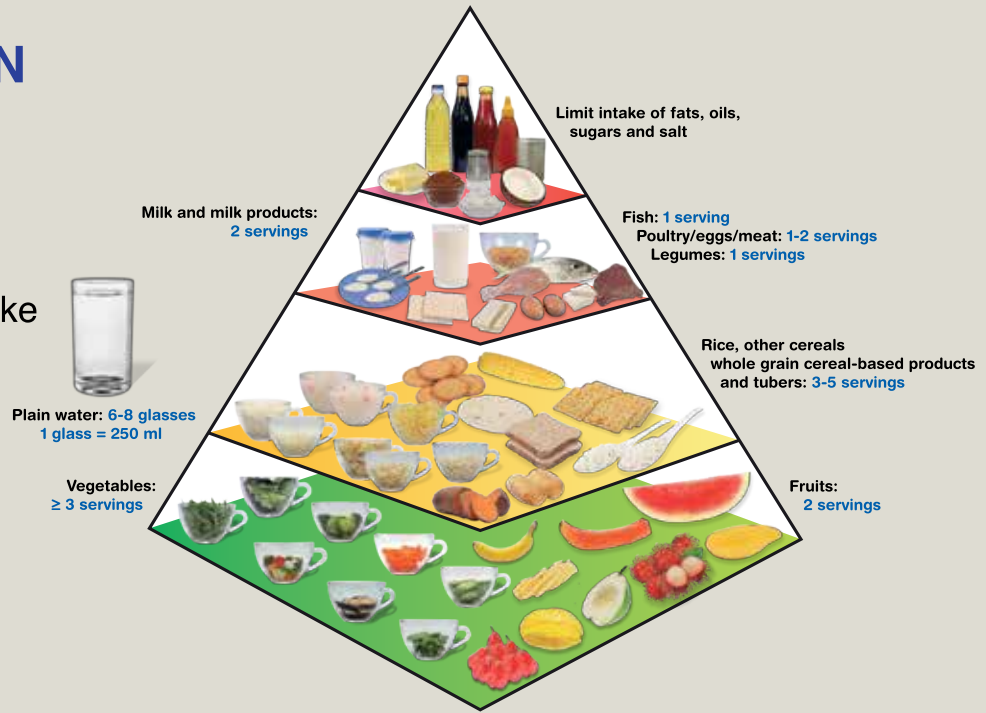 N
Limit intake of fats, oils,
sugars and salt
Milk and milk products:
2 servings
Fish: 1 serving
Poultry/eggs/meat: 1-2 servings
Legumes: 1 servings
ke
Rice, other cereals
whole grain cereal-based products
and tubers: 3-5 servings
Plain water: 6-8 glasses
1 glass = 250 ml
Vegetables:
≥ 3 servings
Fruits:
2 servings